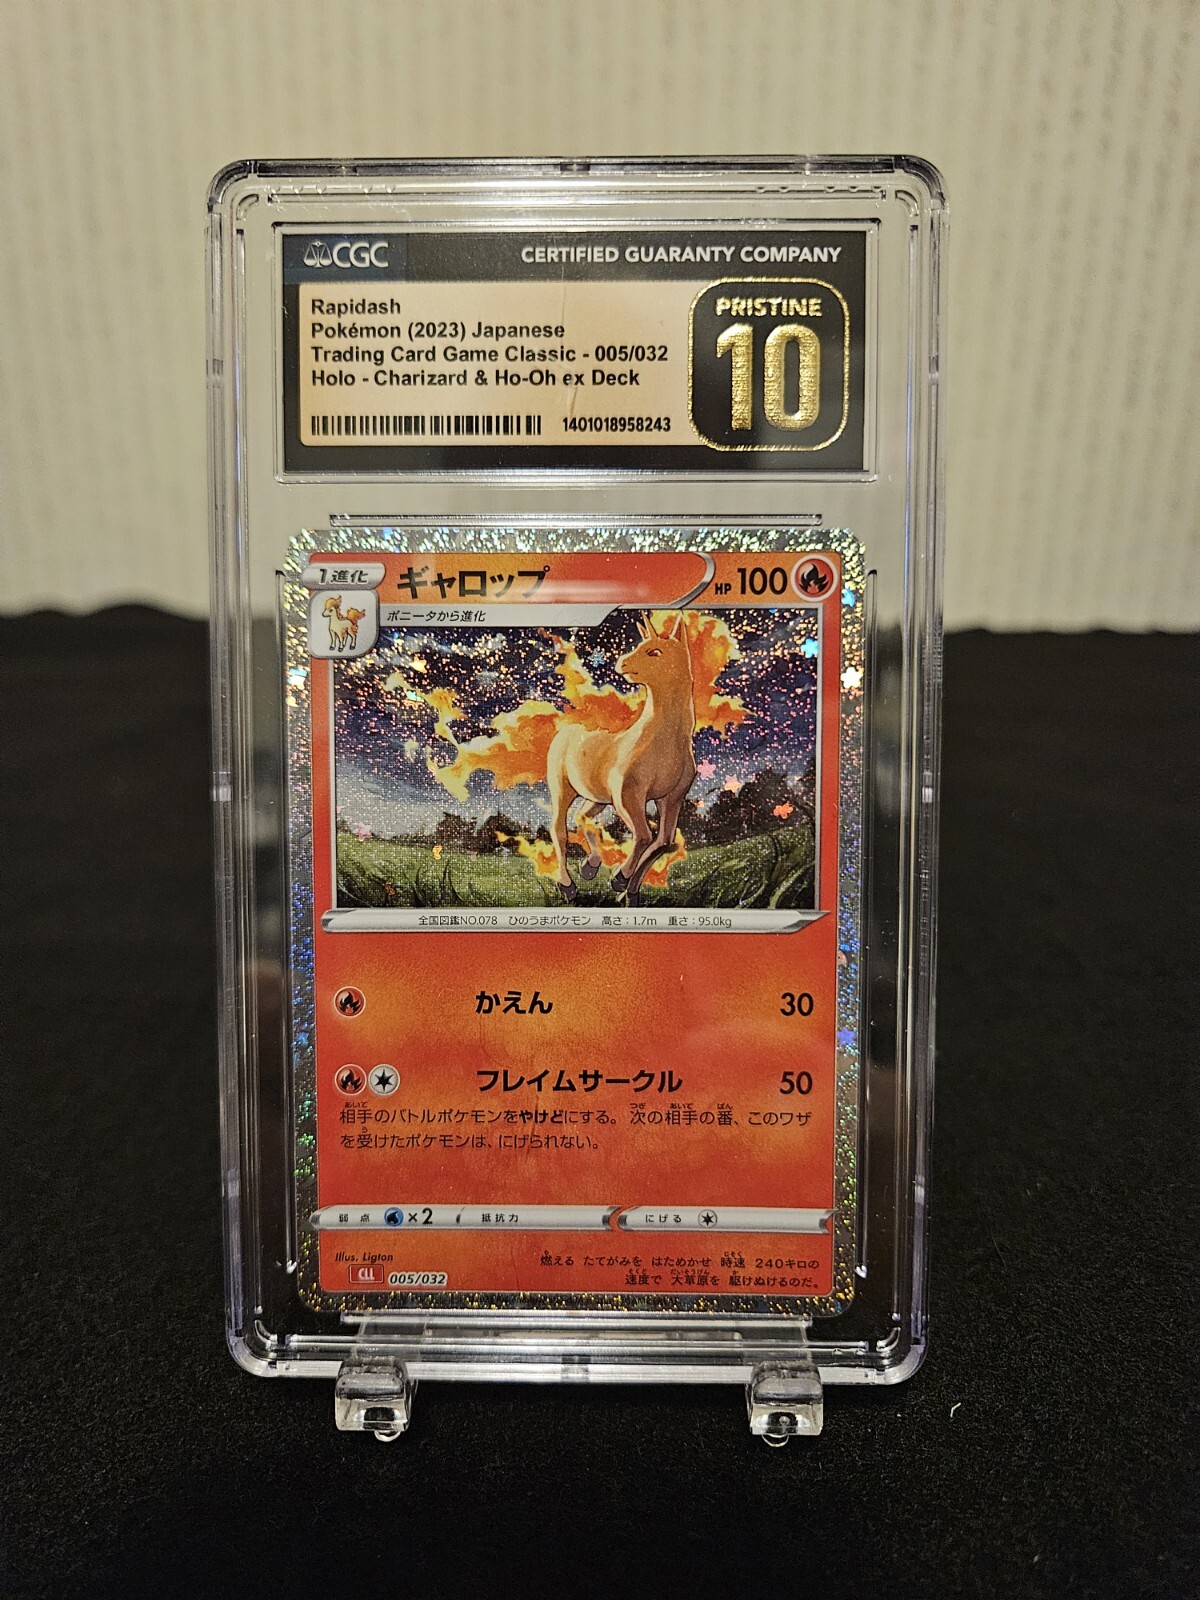 CGC
CERTIFIED GUARANTY COMPANY
Rapidash
Pokémon (2023) Japanese
Trading Card Game Classic - 005/032
Holo - Charizard & Ho-Oh ex Deck
1401018958243
PRISTINE
10
1進化
ギャロップ
HP 100
ポニータから進化
全国図鑑NO.078 ひのうまポケモン 高さ:1.7m 重さ:95.0kg
かえん 30
フレイムサークル 50
相手のバトルポケモンをやけどにする。次の相手の番、このワザ
を受けたポケモンは、にげられない。
弱点 ×2 抵抗力 にげる
Illus. Ligton
CLL 005/032
燃える たてがみを はためかせ 時速 240キロの
速度で 大草原を 駆けぬけるのだ。